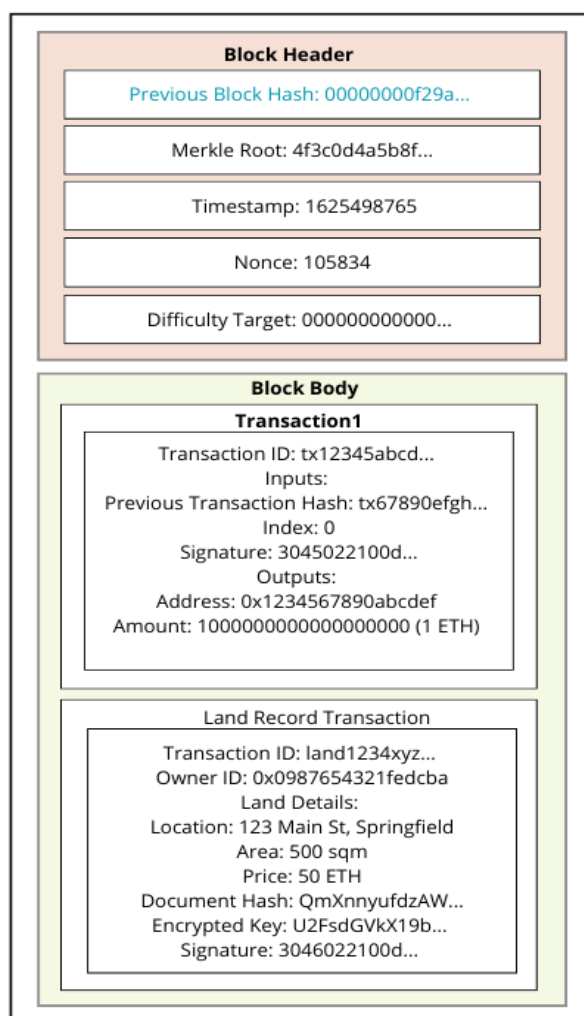 Block Header
Previous Block Hash: 00000000f29a...
Merkle Root: 4f3c0d4a5b8f...
Timestamp: 1625498765
Nonce: 105834
Difficulty Target: 000000000000...
Block Body
Transaction1
Transaction ID: tx12345abcd...
Inputs:
Previous Transaction Hash: tx67890efgh...
Index: 0
Signature: 3045022100d...
Outputs:
Address: 0x1234567890abcdef
Amount: 1000000000000000000 (1 ETH)
Land Record Transaction
Transaction ID: land1234xyz...
Owner ID: 0x0987654321fedcba
Land Details:
Location: 123 Main St, Springfield
Area: 500 sqm
Price: 50 ETH
Document Hash: QmXnnyufdzAW...
Encrypted Key: U2FsdGVkX19b...
Signature: 3046022100d...